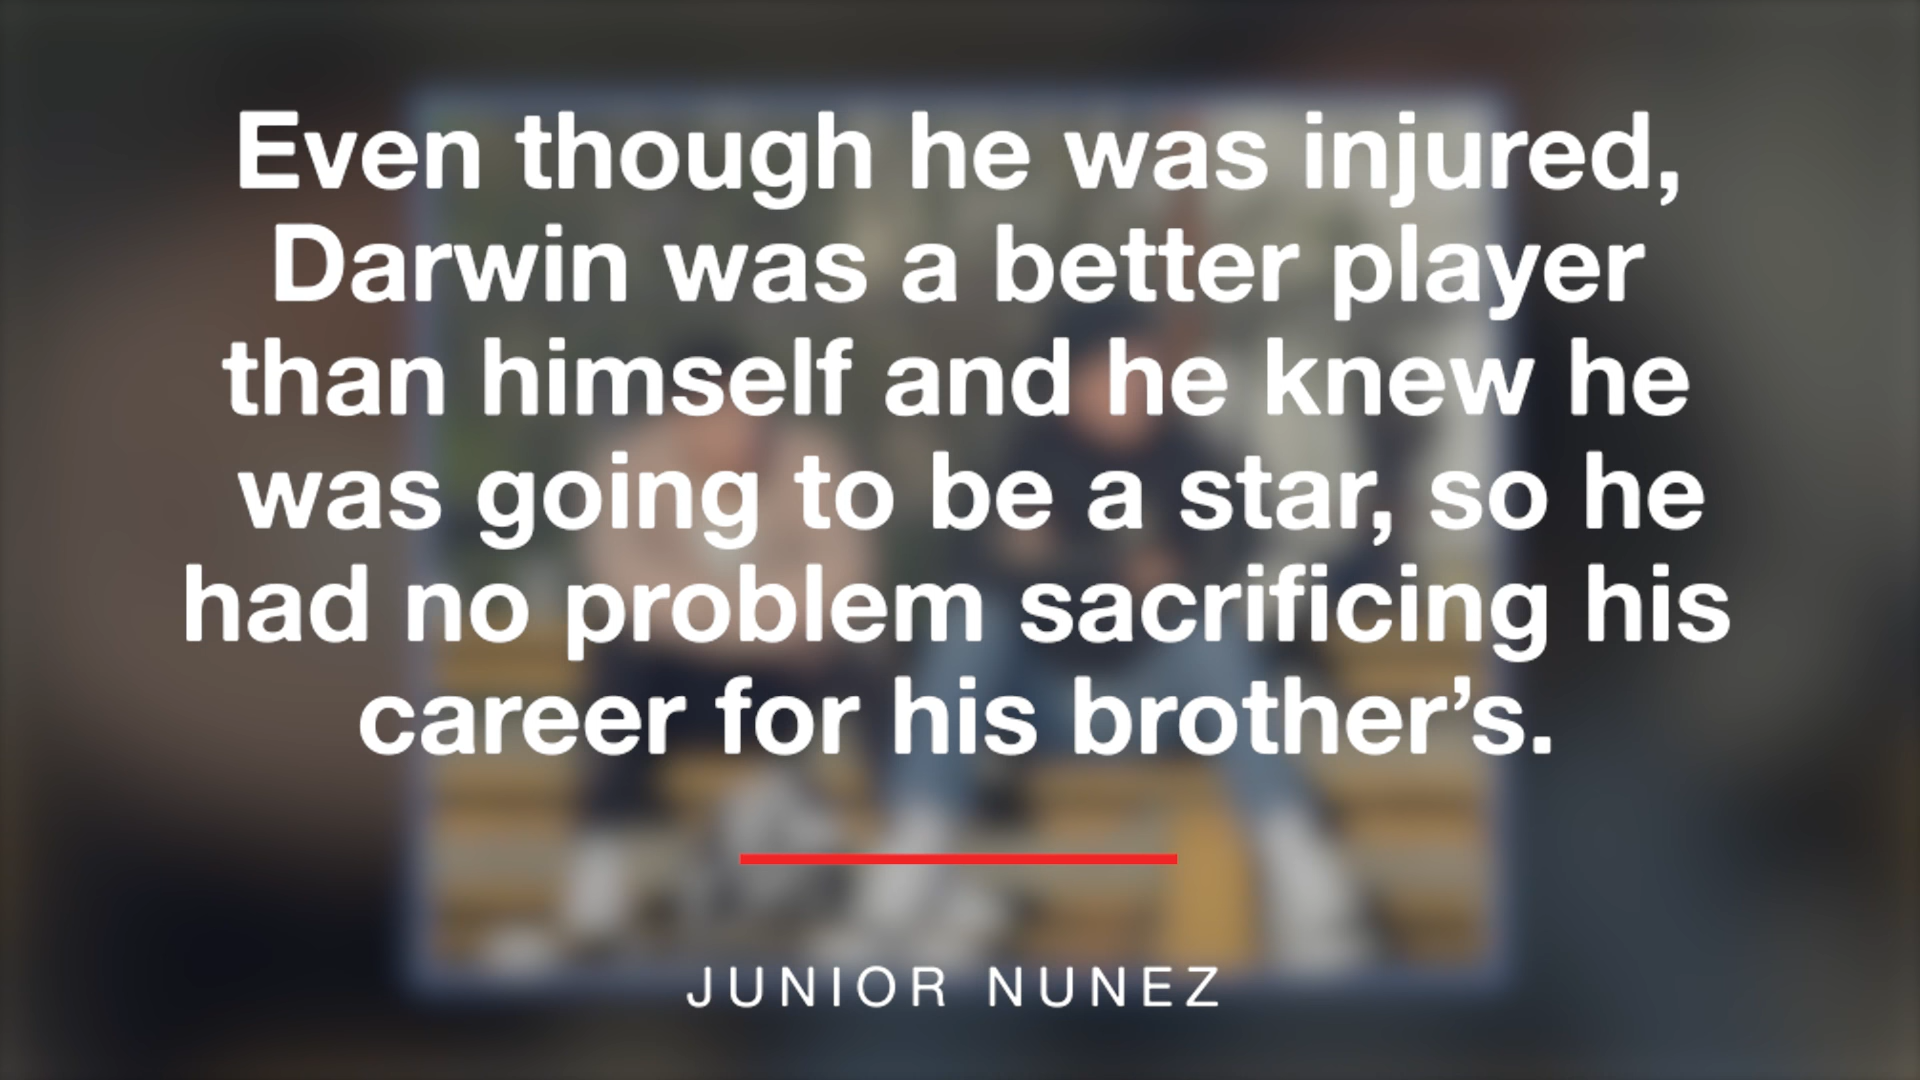 Even though he was injured,
Darwin was a better player
than himself and he knew he
was going to be a star, so he
had no problem sacrificing his
career for his brother’s.
JUNIOR NUNEZ